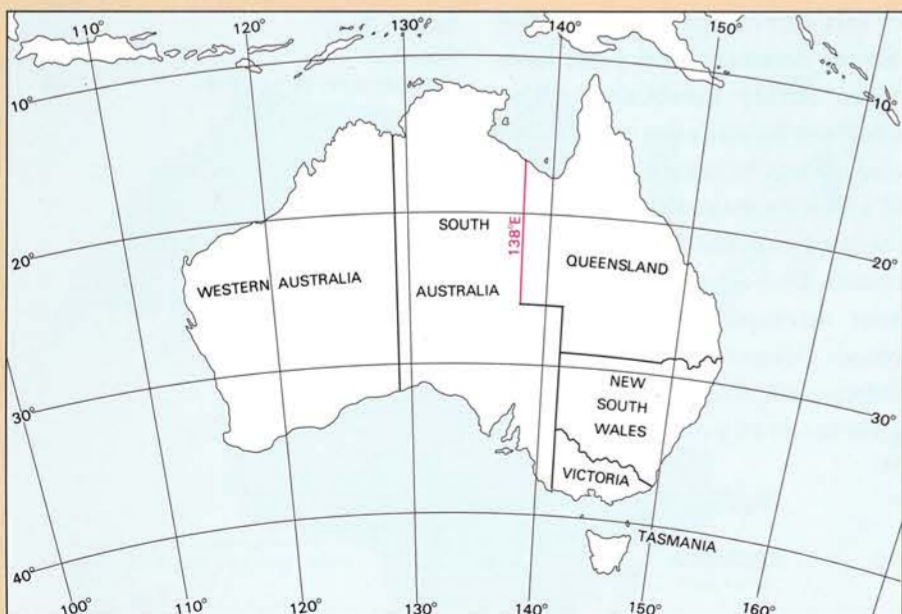 110°
120°
130°
140°
150°
10°
10°
SOUTH
138°E
QUEENSLAND
20°
20°
WESTERN AUSTRALIA
AUSTRALIA
NEW
SOUTH
WALES
30°
30°
VICTORIA
TASMANIA
40°
100°
110°
120°
130°
140°
150°
160°